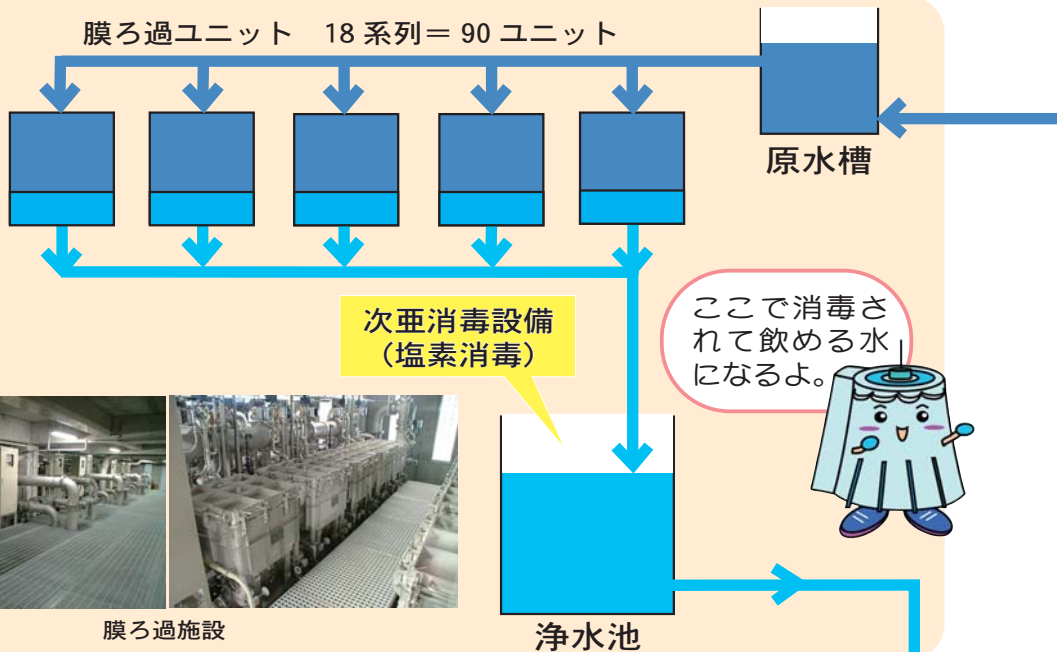 膜ろ過ユニット　18 系列＝ 90 ユニット
原水槽
次亜消毒設備
（塩素消毒）
ここで消毒さ
れて飲める水
になるよ。
膜ろ過施設
浄水池